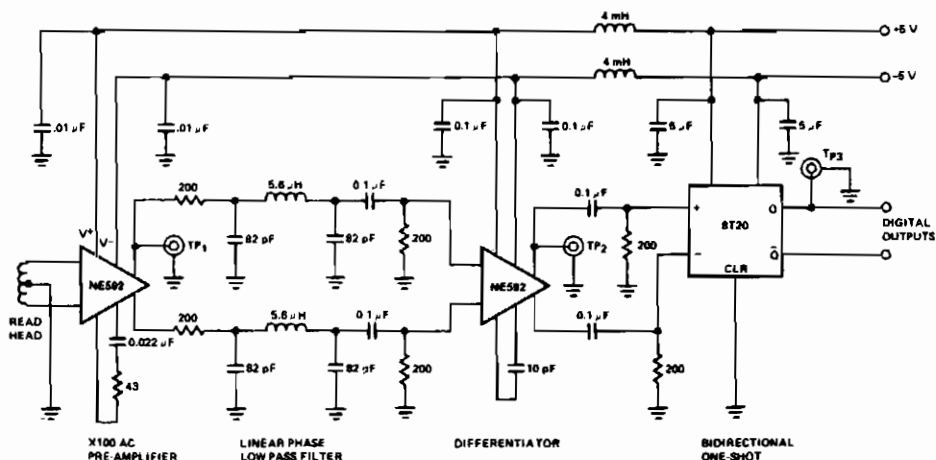 4 mH
+5 V
4 mH
-5 V
.01 µF
.01 µF
0.1 µF
0.1 µF
6 µF
5 µF
TP3
200
5.6 µH
0.1 µF
0.1 µF
V+
V-
TP1
82 pF
82 pF
200
+
Q
8T20
DIGITAL
OUTPUTS
NE592
NE592
TP2
200
-
Q̅
CLR
READ
HEAD
200
5.6 µH
0.1 µF
0.1 µF
0.022 µF
43
82 pF
82 pF
200
10 pF
200
X100 AC
PRE-AMPLIFIER
LINEAR PHASE
LOW PASS FILTER
DIFFERENTIATOR
BIDIRECTIONAL
ONE-SHOT